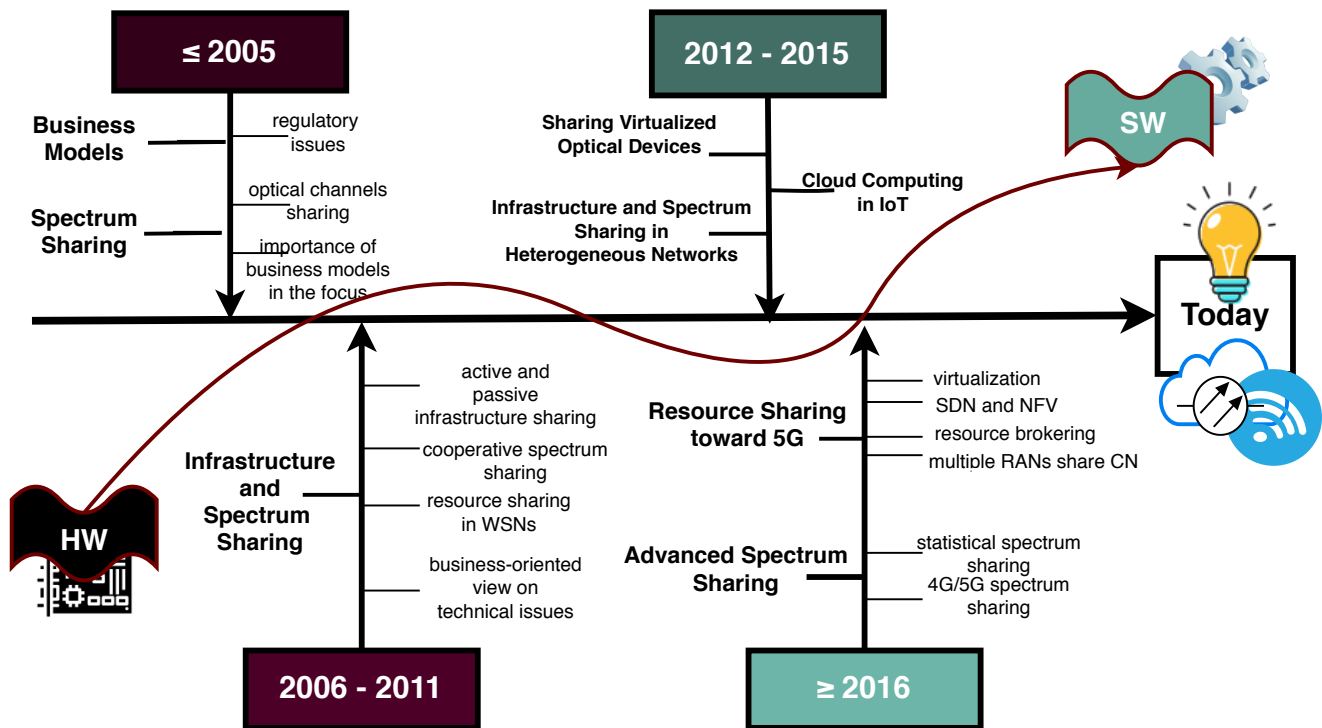 ≤ 2005
Business
Models
regulatory
issues
optical channels
sharing
Spectrum
Sharing
importance of
business models
in the focus
2012 - 2015
Sharing Virtualized
Optical Devices
Cloud Computing
in IoT
Infrastructure and Spectrum
Sharing in
Heterogeneous Networks
SW
Today
HW
Infrastructure
and
Spectrum
Sharing
active and
passive
infrastructure sharing
cooperative spectrum
sharing
resource sharing
in WSNs
business-oriented
view on
technical issues
2006 - 2011
Resource Sharing
toward 5G
virtualization
SDN and NFV
resource brokering
multiple RANs share CN
Advanced Spectrum
Sharing
statistical spectrum
sharing
4G/5G spectrum
sharing
≥ 2016